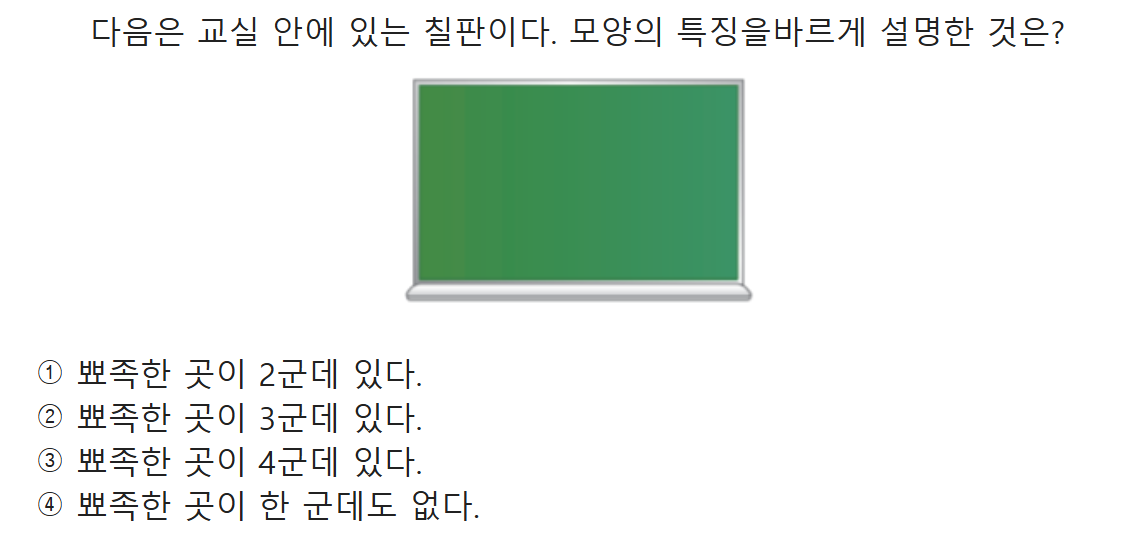 다음은 교실 안에 있는 칠판이다. 모양의 특징을바르게 설명한 것은?
① 뾰족한 곳이 2군데 있다.
② 뾰족한 곳이 3군데 있다.
③ 뾰족한 곳이 4군데 있다.
④ 뾰족한 곳이 한 군데도 없다.